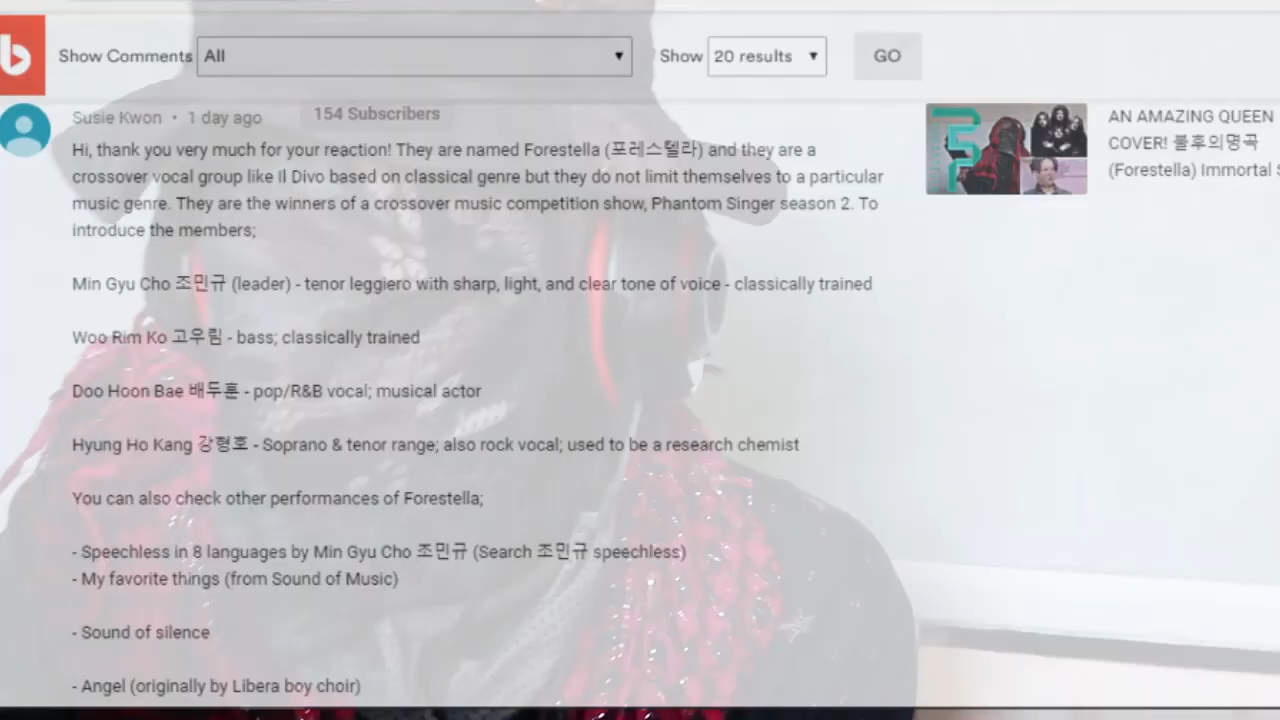 b
Show Comments All ▼ Show 20 results ▼ GO
Susie Kwon • 1 day ago 154 Subscribers
Hi, thank you very much for your reaction! They are named Forestella (포레스텔라) and they are a
crossover vocal group like Il Divo based on classical genre but they do not limit themselves to a particular
music genre. They are the winners of a crossover music competition show, Phantom Singer season 2. To
introduce the members;
Min Gyu Cho 조민규 (leader) - tenor leggiero with sharp, light, and clear tone of voice - classically trained
Woo Rim Ko 고우림 - bass; classically trained
Doo Hoon Bae 배두훈 - pop/R&B vocal; musical actor
Hyung Ho Kang 강형호 - Soprano & tenor range; also rock vocal; used to be a research chemist
You can also check other performances of Forestella;
- Speechless in 8 languages by Min Gyu Cho 조민규 (Search 조민규 speechless)
- My favorite things (from Sound of Music)
- Sound of silence
- Angel (originally by Libera boy choir)
AN AMAZING QUEEN
COVER! 불후의명곡
(Forestella) Immortal S